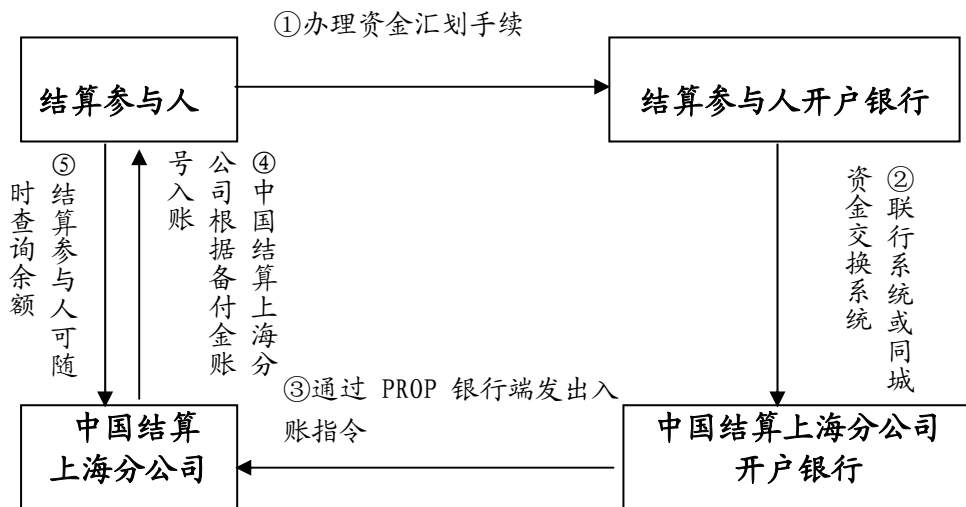 ①办理资金汇划手续
结算参与人
结算参与人开户银行
⑤结算参与人可随
时查询余额
④中国结算上海分
公司根据备付金账
号入账
②联行系统或同城
资金交换系统
③通过 PROP 银行端发出入
账指令
中国结算
上海分公司
中国结算上海分公司
开户银行